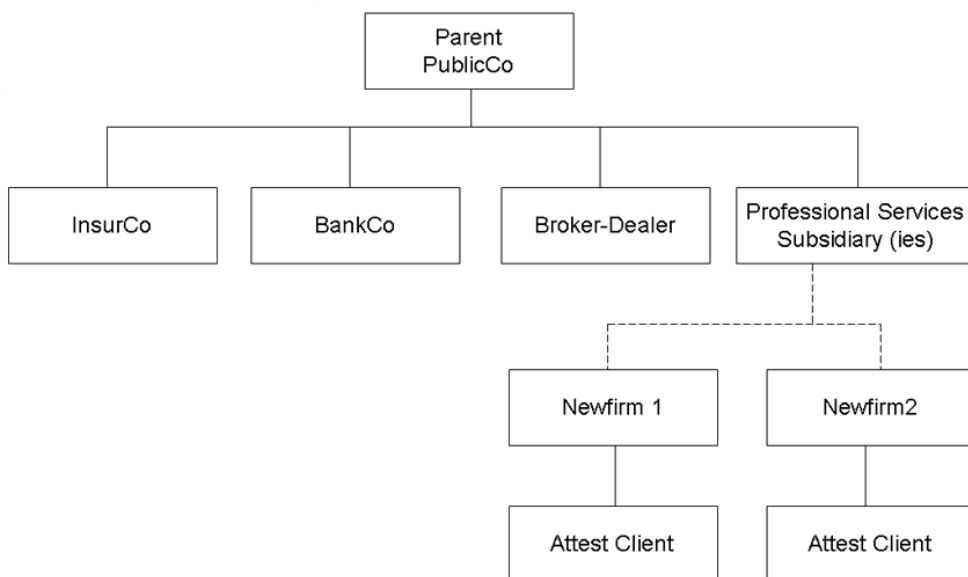 Parent
PublicCo
InsurCo
BankCo
Broker-Dealer
Professional Services
Subsidiary (ies)
Newfirm 1
Newfirm2
Attest Client
Attest Client